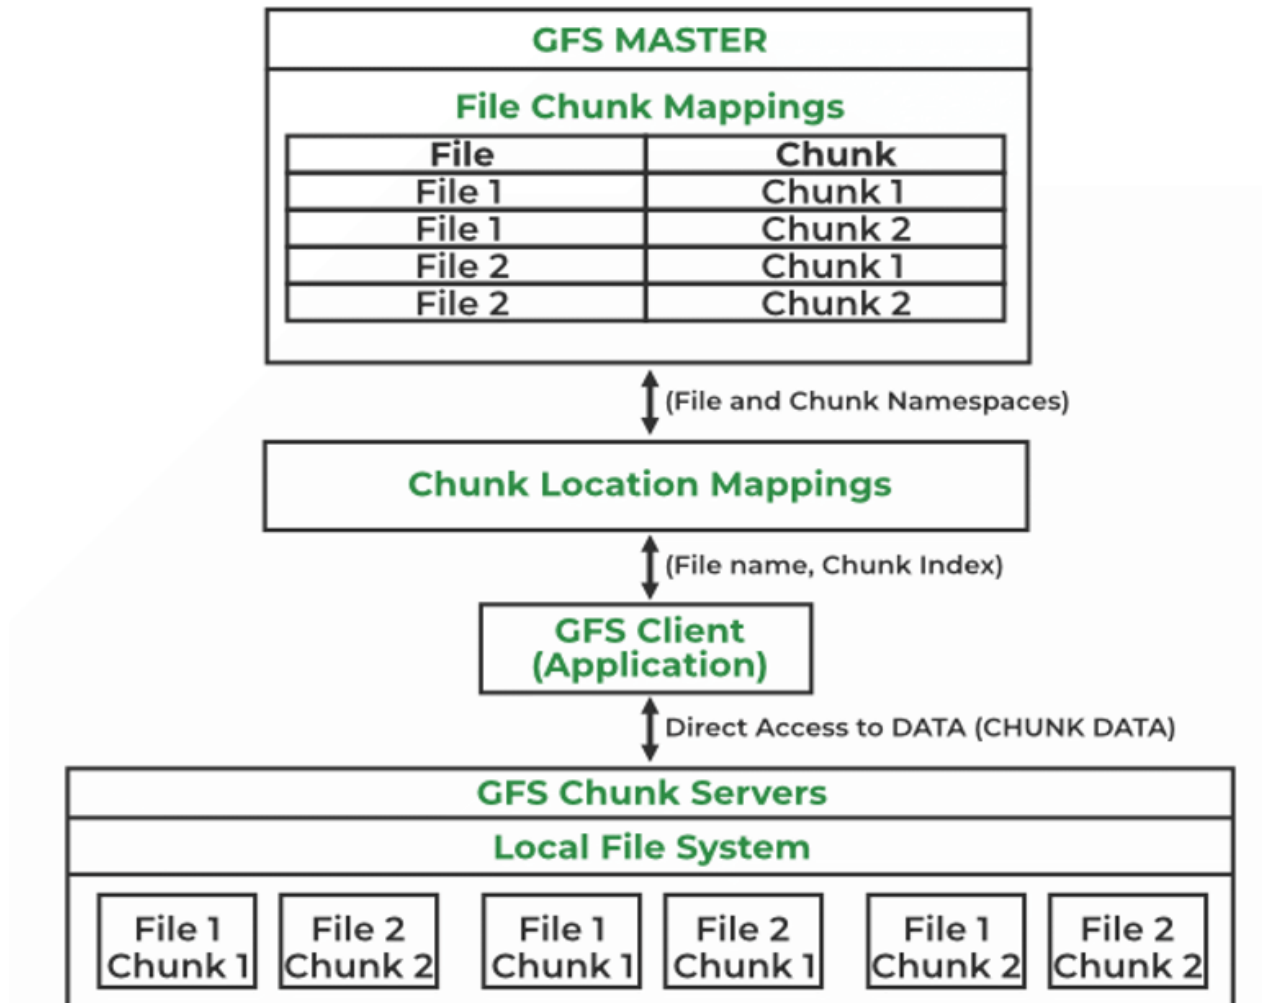 GFS MASTER
File Chunk Mappings
File Chunk
File 1 Chunk 1
File 1 Chunk 2
File 2 Chunk 1
File 2 Chunk 2
(File and Chunk Namespaces)
Chunk Location Mappings
(File name, Chunk Index)
GFS Client
(Application)
Direct Access to DATA (CHUNK DATA)
GFS Chunk Servers
Local File System
File 1
Chunk 1
File 2
Chunk 2
File 1
Chunk 1
File 2
Chunk 1
File 1
Chunk 2
File 2
Chunk 2